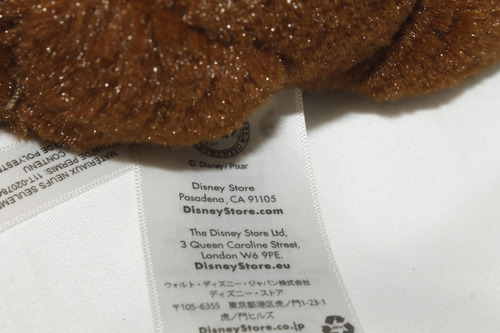 © Disney/ Pixar
Disney Store
Pasadena, CA 91105
DisneyStore.com
The Disney Store Ltd,
3 Queen Caroline Street,
London W6 9PE.
DisneyStore.eu
ウォルト・ディズニー・ジャパン株式会社
ディズニー・ストア
〒105-6355 東京都港区虎ノ門1-23-1
虎ノ門ヒルズ
DisneyStore.co.jp
MATÉRIAUX NEUFS SEULEMENT
CONTENU